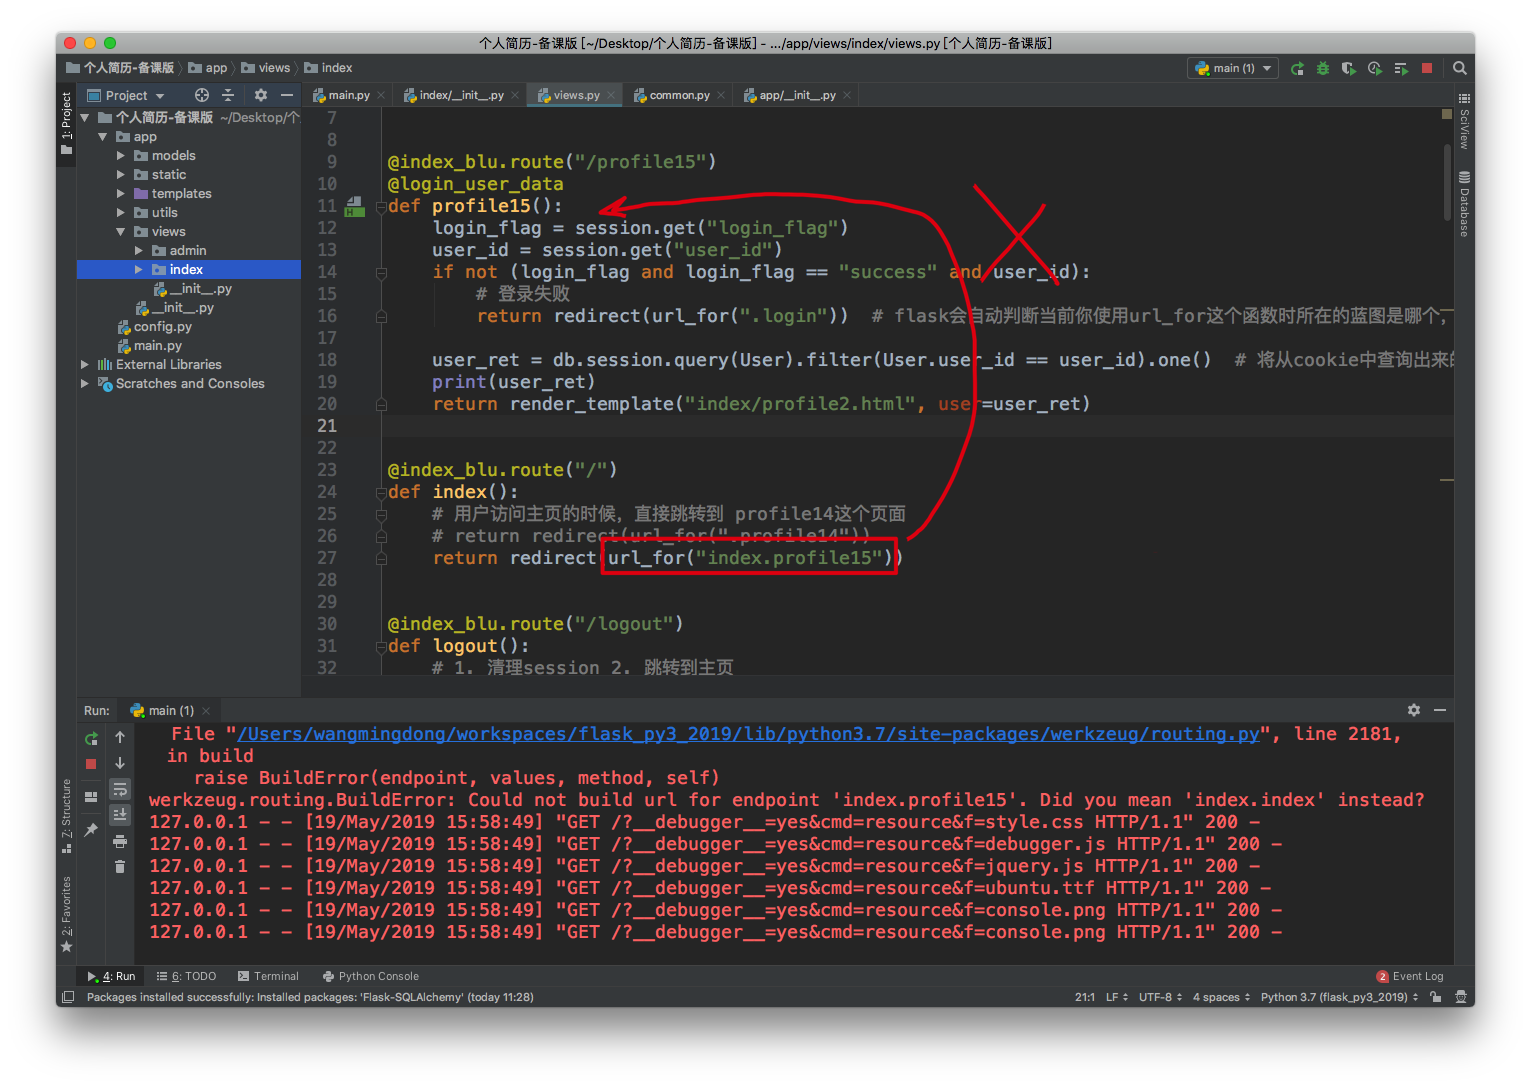 个人简历-备课版 [~/Desktop/个人简历-备课版] - .../app/views/index/views.py [个人简历-备课版]
个人简历-备课版 app views index main (1)
Project main.py index/__init__.py views.py common.py app/__init__.py
1: Project
个人简历-备课版 ~/Desktop/个
app
models
static
templates
utils
views
admin
index
__init__.py
__init__.py
config.py
main.py
External Libraries
Scratches and Consoles
7
8
9 @index_blu.route("/profile15")
10 @login_user_data
11 def profile15():
12 login_flag = session.get("login_flag")
13 user_id = session.get("user_id")
14 if not (login_flag and login_flag == "success" and user_id):
15 # 登录失败
16 return redirect(url_for(".login")) # flask会自动判断当前你使用url_for这个函数时所在的蓝图是哪个，
17
18 user_ret = db.session.query(User).filter(User.user_id == user_id).one() # 将从cookie中查询出来的
19 print(user_ret)
20 return render_template("index/profile2.html", user=user_ret)
21
22
23 @index_blu.route("/")
24 def index():
25 # 用户访问主页的时候，直接跳转到 profile14这个页面
26 # return redirect(url_for(".profile14"))
27 return redirect(url_for("index.profile15"))
28
29
30 @index_blu.route("/logout")
31 def logout():
32 # 1. 清理session 2. 跳转到主页
SciView
Database
Run: main (1)
File "/Users/wangmingdong/workspaces/flask_py3_2019/lib/python3.7/site-packages/werkzeug/routing.py", line 2181,
in build
raise BuildError(endpoint, values, method, self)
werkzeug.routing.BuildError: Could not build url for endpoint 'index.profile15'. Did you mean 'index.index' instead?
127.0.0.1 - - [19/May/2019 15:58:49] "GET /?__debugger__=yes&cmd=resource&f=style.css HTTP/1.1" 200 -
127.0.0.1 - - [19/May/2019 15:58:49] "GET /?__debugger__=yes&cmd=resource&f=debugger.js HTTP/1.1" 200 -
127.0.0.1 - - [19/May/2019 15:58:49] "GET /?__debugger__=yes&cmd=resource&f=jquery.js HTTP/1.1" 200 -
127.0.0.1 - - [19/May/2019 15:58:49] "GET /?__debugger__=yes&cmd=resource&f=ubuntu.ttf HTTP/1.1" 200 -
127.0.0.1 - - [19/May/2019 15:58:49] "GET /?__debugger__=yes&cmd=resource&f=console.png HTTP/1.1" 200 -
127.0.0.1 - - [19/May/2019 15:58:49] "GET /?__debugger__=yes&cmd=resource&f=console.png HTTP/1.1" 200 -
7: Structure
2: Favorites
4: Run 6: TODO Terminal Python Console 2 Event Log
Packages installed successfully: Installed packages: 'Flask-SQLAlchemy' (today 11:28) 21:1 LF UTF-8 4 spaces Python 3.7 (flask_py3_2019)